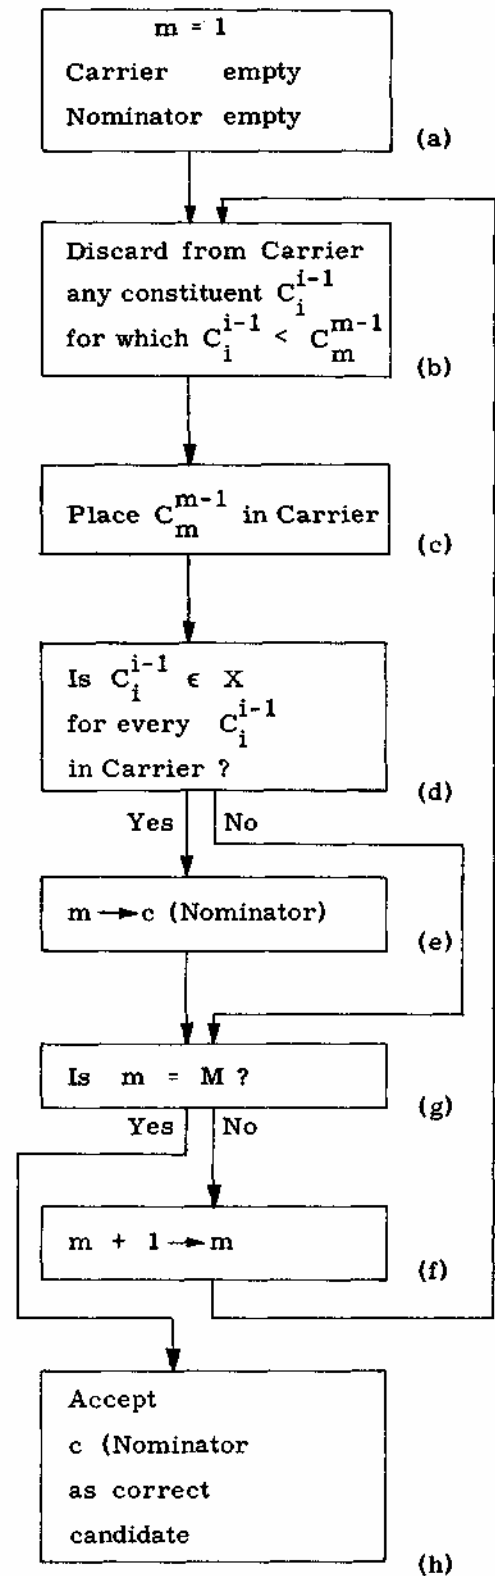 m = 1
Carrier empty
Nominator empty
(a)
Discard from Carrier
any constituent C_i^{i-1}
for which C_i^{i-1} < C_m^{m-1}
(b)
Place C_m^{m-1} in Carrier
(c)
Is C_i^{i-1} ϵ X
for every C_i^{i-1}
in Carrier ?
(d)
Yes No
m → c (Nominator)
(e)
Is m = M ?
(g)
Yes No
m + 1 → m
(f)
Accept
c (Nominator
as correct
candidate
(h)